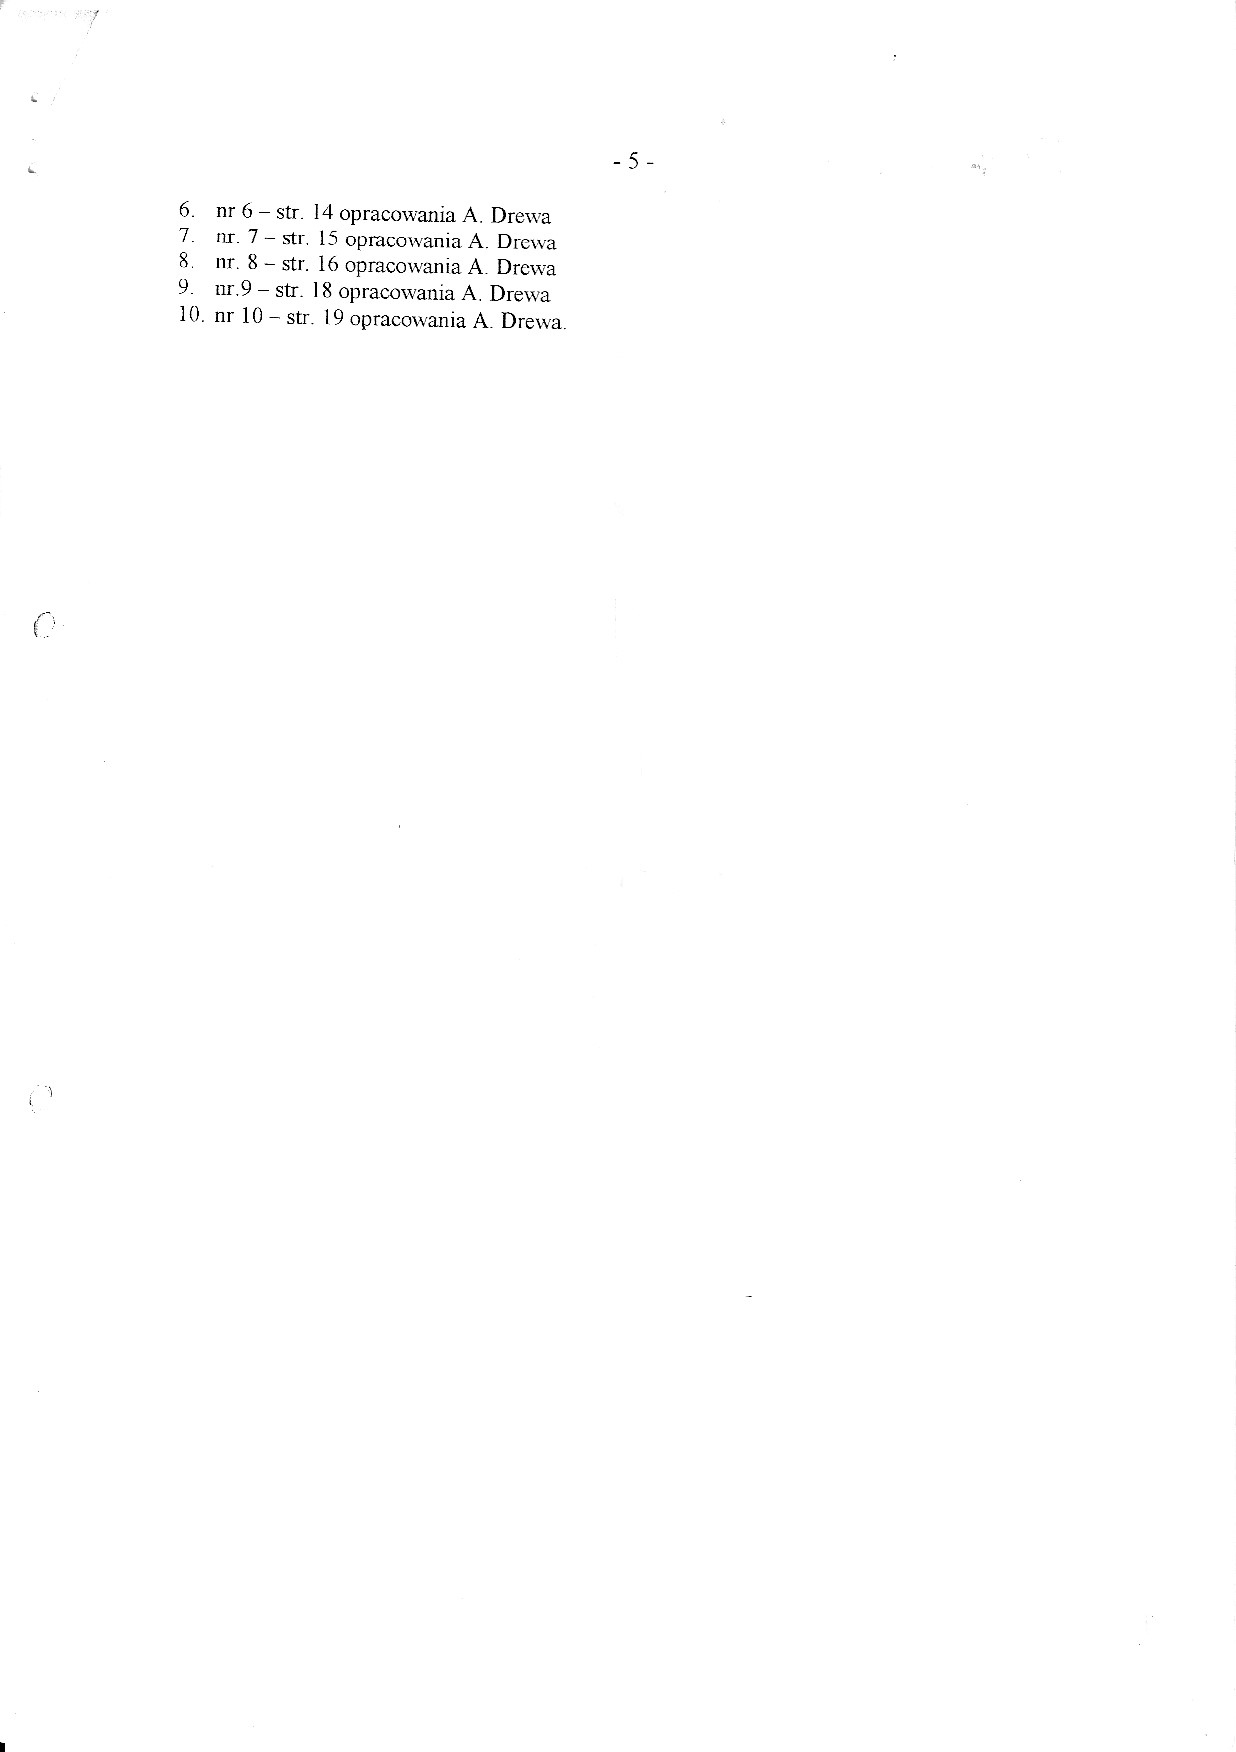 - 5 -
6. nr 6 – str. 14 opracowania A. Drewa
7. nr. 7 – str. 15 opracowania A. Drewa
8. nr. 8 – str. 16 opracowania A. Drewa
9. nr.9 – str. 18 opracowania A. Drewa
10. nr 10 – str. 19 opracowania A. Drewa.